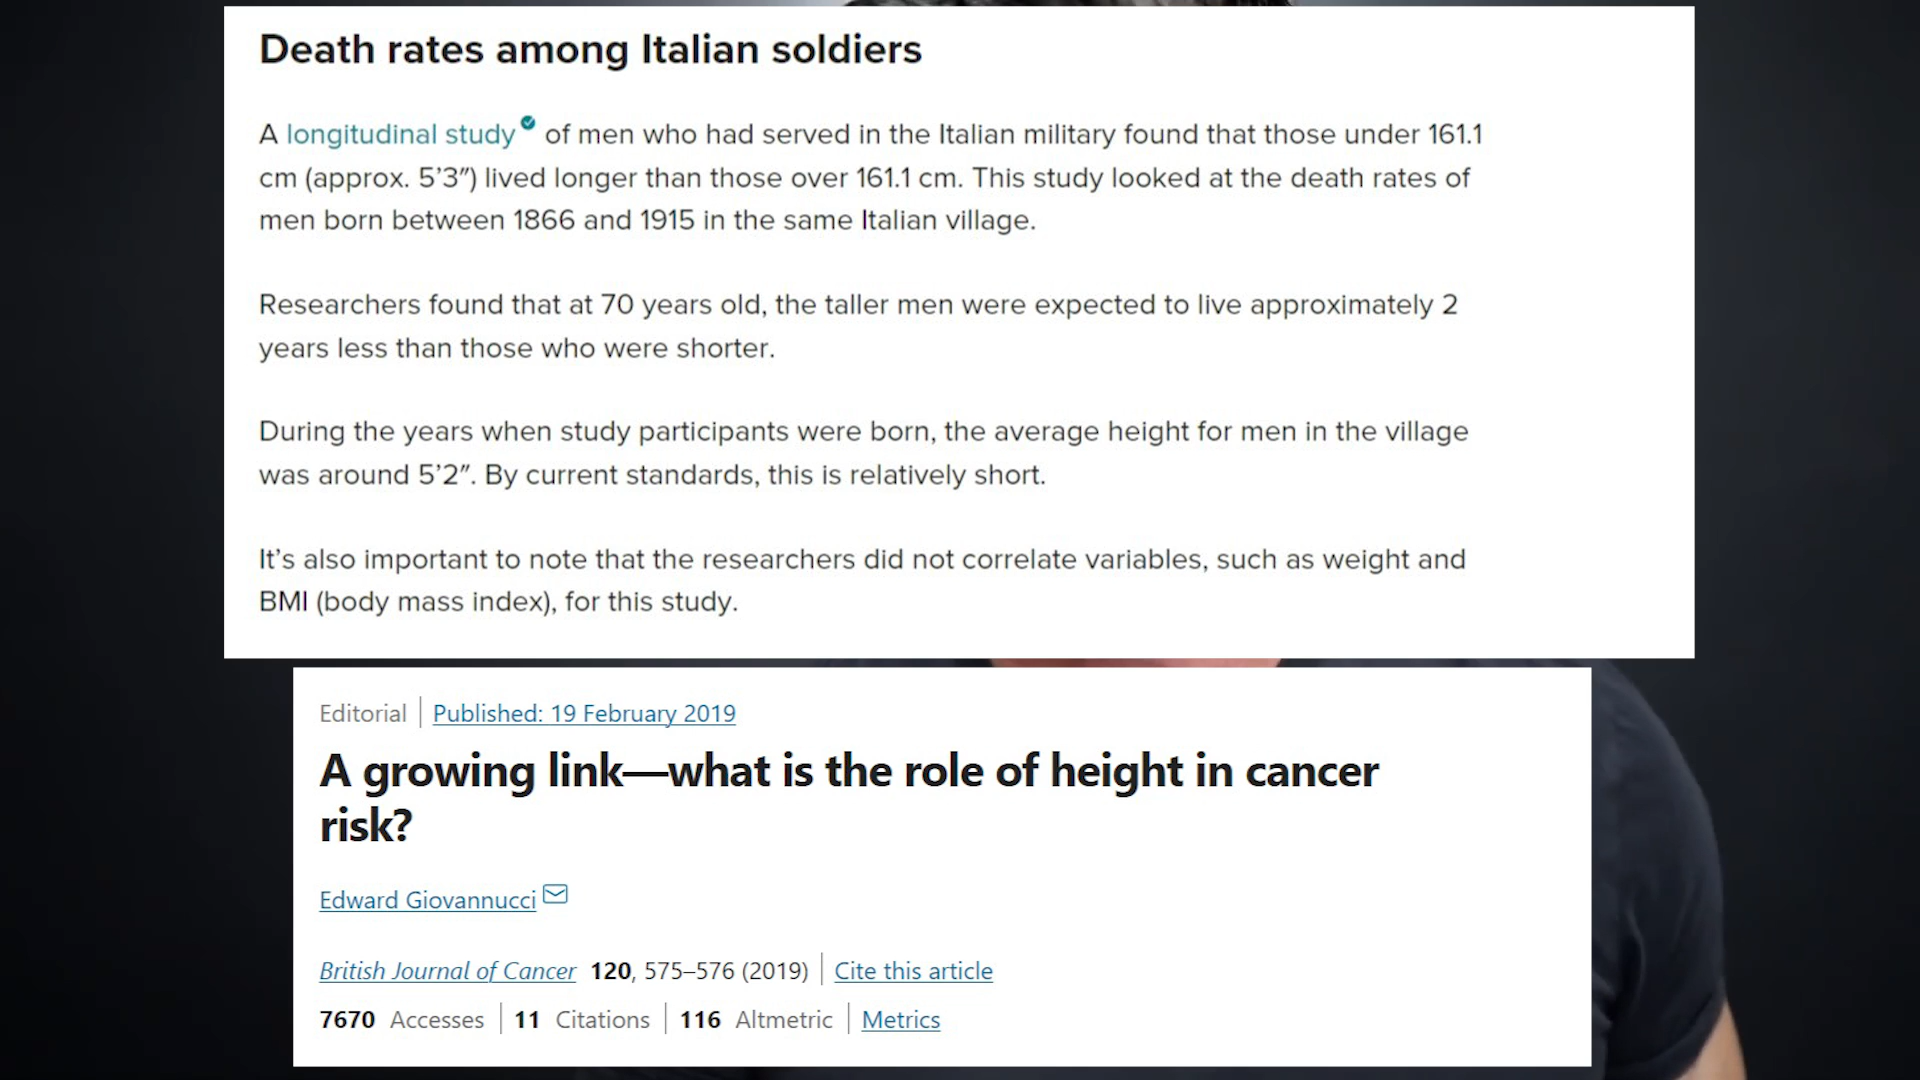 Death rates among Italian soldiers
A longitudinal study of men who had served in the Italian military found that those under 161.1
cm (approx. 5’3”) lived longer than those over 161.1 cm. This study looked at the death rates of
men born between 1866 and 1915 in the same Italian village.
Researchers found that at 70 years old, the taller men were expected to live approximately 2
years less than those who were shorter.
During the years when study participants were born, the average height for men in the village
was around 5’2”. By current standards, this is relatively short.
It’s also important to note that the researchers did not correlate variables, such as weight and
BMI (body mass index), for this study.
Editorial | Published: 19 February 2019
A growing link—what is the role of height in cancer
risk?
Edward Giovannucci
British Journal of Cancer 120, 575–576 (2019) | Cite this article
7670 Accesses | 11 Citations | 116 Altmetric | Metrics